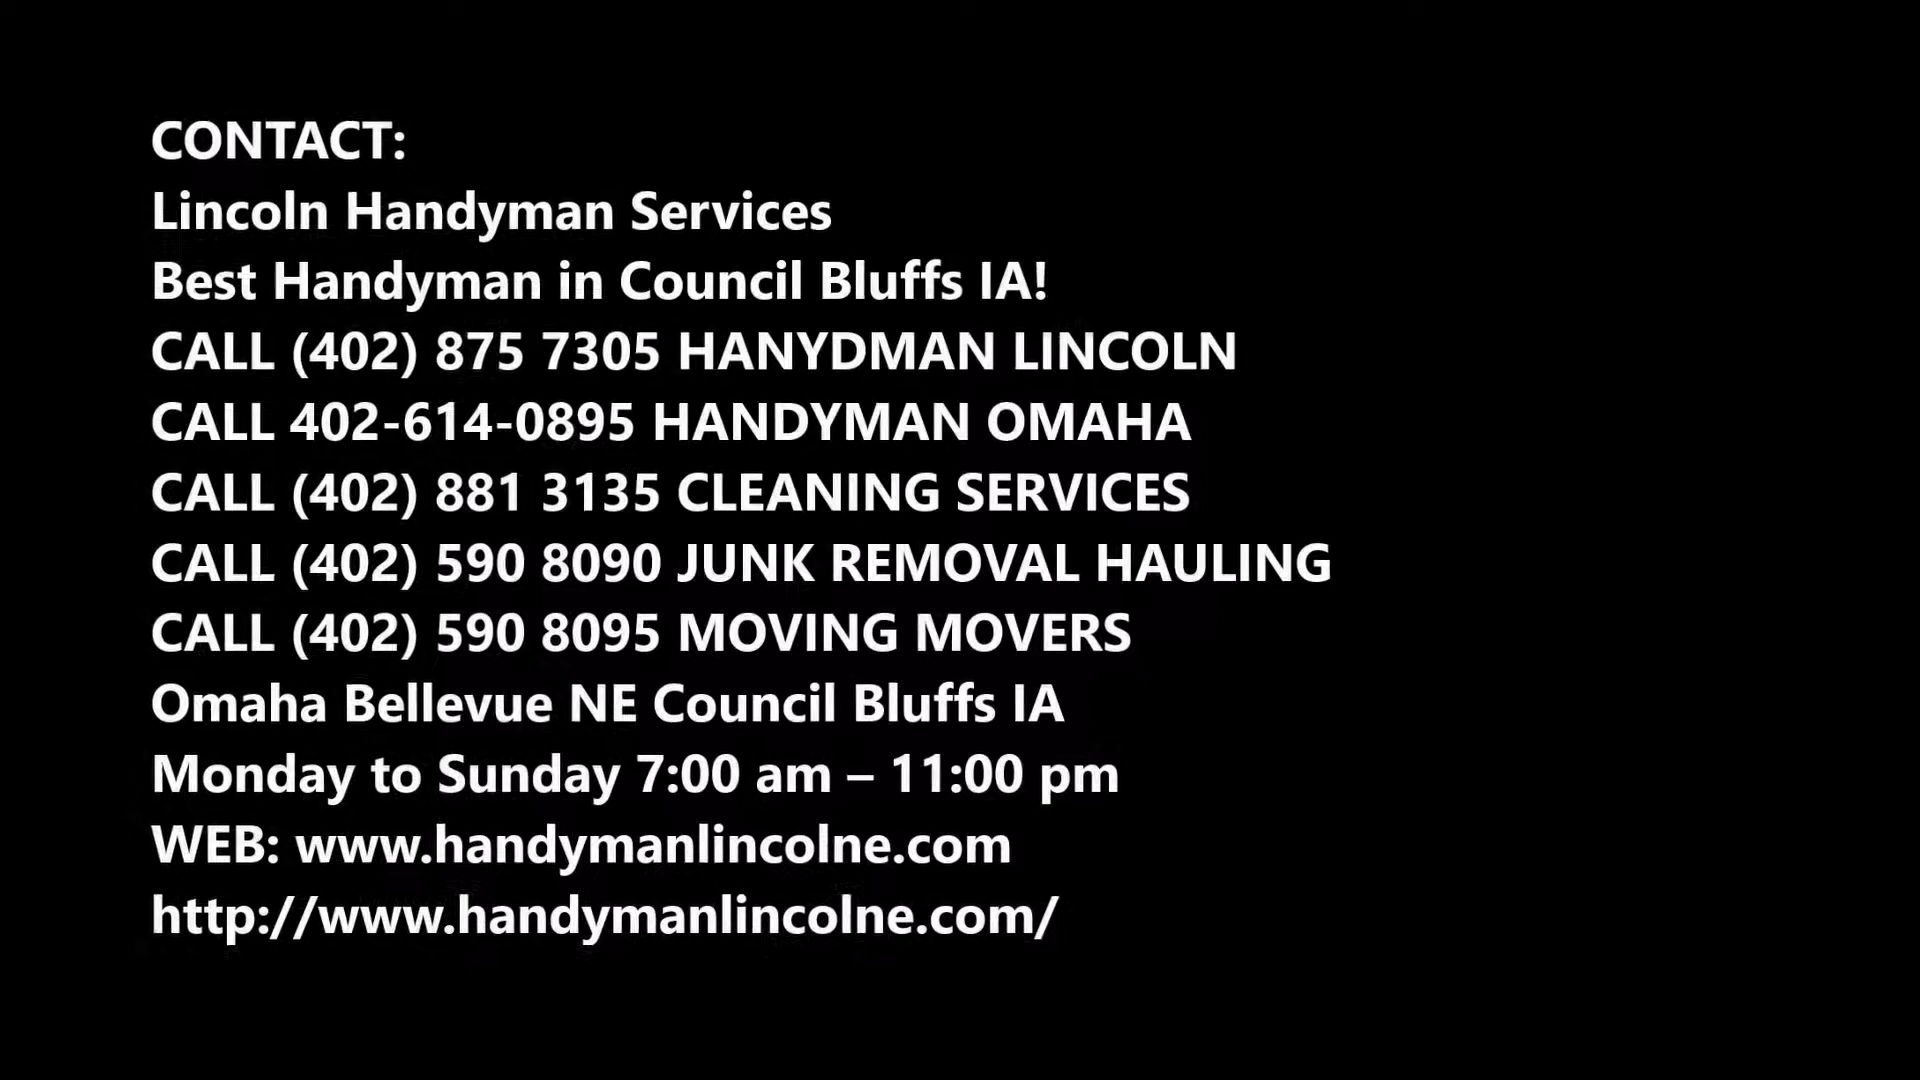 CONTACT:
Lincoln Handyman Services
Best Handyman in Council Bluffs IA!
CALL (402) 875 7305 HANYDMAN LINCOLN
CALL 402-614-0895 HANDYMAN OMAHA
CALL (402) 881 3135 CLEANING SERVICES
CALL (402) 590 8090 JUNK REMOVAL HAULING
CALL (402) 590 8095 MOVING MOVERS
Omaha Bellevue NE Council Bluffs IA
Monday to Sunday 7:00 am – 11:00 pm
WEB: www.handymanlincolne.com
http://www.handymanlincolne.com/